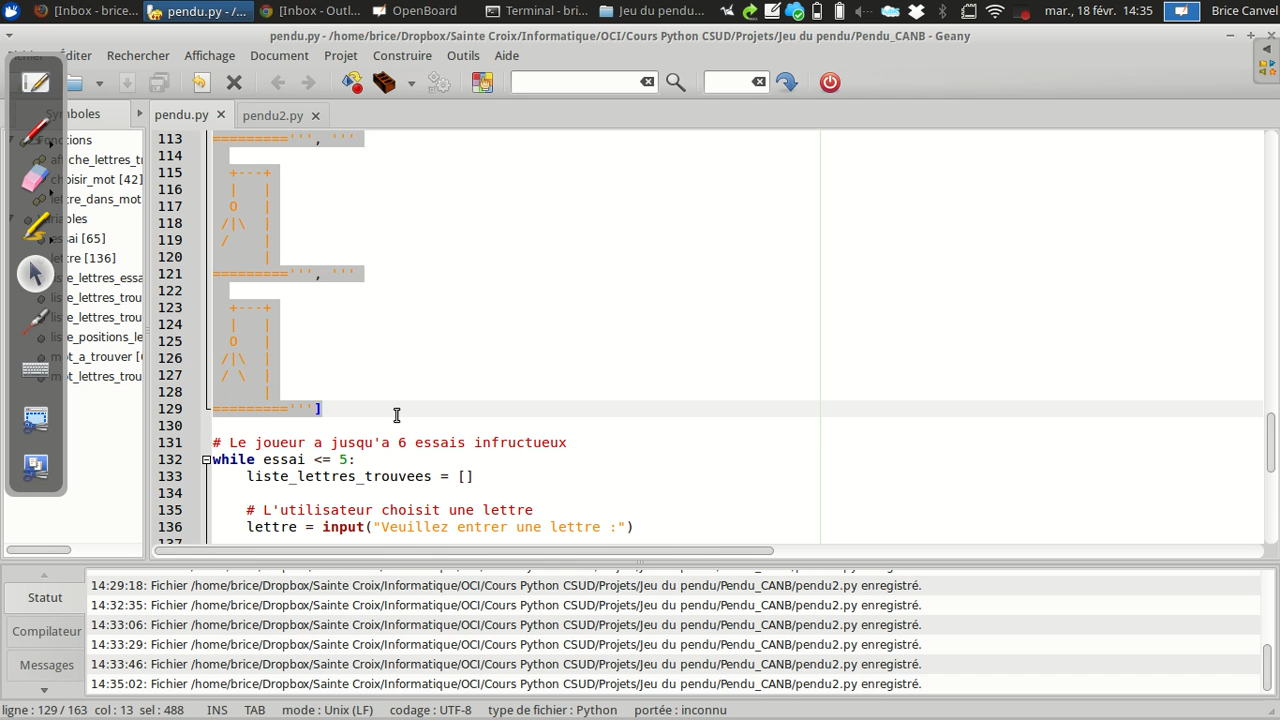 [Inbox - brice...
pendu.py - /...
[Inbox - Outl...
OpenBoard
Terminal - bri...
Jeu du pendu...
mar., 18 févr. 14:35
Brice Canvel
pendu.py - /home/brice/Dropbox/Sainte Croix/Informatique/OCI/Cours Python CSUD/Projets/Jeu du pendu/Pendu_CANB - Geany
Éditer
Rechercher
Affichage
Document
Projet
Construire
Outils
Aide
Symboles
pendu.py
pendu2.py
Fonctions
affiche_lettres_tr
choisir_mot [42]
lettre_dans_mot
Variables
essai [65]
lettre [136]
liste_lettres_essa
liste_lettres_trou
liste_lettres_trou
liste_positions_le
mot_a_trouver [
mot_lettres_trou
113 =========''', '''
114
115   +---+
116   |   |
117   O   |
118  /|\  |
119  /    |
120       |
121 =========''', '''
122
123   +---+
124   |   |
125   O   |
126  /|\  |
127  / \  |
128       |
129 =========''']
130
131 # Le joueur a jusqu'a 6 essais infructueux
132 while essai <= 5:
133     liste_lettres_trouvees = []
134
135     # L'utilisateur choisit une lettre
136     lettre = input("Veuillez entrer une lettre :")
137
Statut
Compilateur
Messages
14:29:18: Fichier /home/brice/Dropbox/Sainte Croix/Informatique/OCI/Cours Python CSUD/Projets/Jeu du pendu/Pendu_CANB/pendu2.py enregistré.
14:32:35: Fichier /home/brice/Dropbox/Sainte Croix/Informatique/OCI/Cours Python CSUD/Projets/Jeu du pendu/Pendu_CANB/pendu2.py enregistré.
14:33:06: Fichier /home/brice/Dropbox/Sainte Croix/Informatique/OCI/Cours Python CSUD/Projets/Jeu du pendu/Pendu_CANB/pendu2.py enregistré.
14:33:29: Fichier /home/brice/Dropbox/Sainte Croix/Informatique/OCI/Cours Python CSUD/Projets/Jeu du pendu/Pendu_CANB/pendu2.py enregistré.
14:33:46: Fichier /home/brice/Dropbox/Sainte Croix/Informatique/OCI/Cours Python CSUD/Projets/Jeu du pendu/Pendu_CANB/pendu2.py enregistré.
14:35:02: Fichier /home/brice/Dropbox/Sainte Croix/Informatique/OCI/Cours Python CSUD/Projets/Jeu du pendu/Pendu_CANB/pendu2.py enregistré.
ligne : 129 / 163 col : 13 sel : 488 INS TAB mode : Unix (LF) codage : UTF-8 type de fichier : Python portée : inconnu